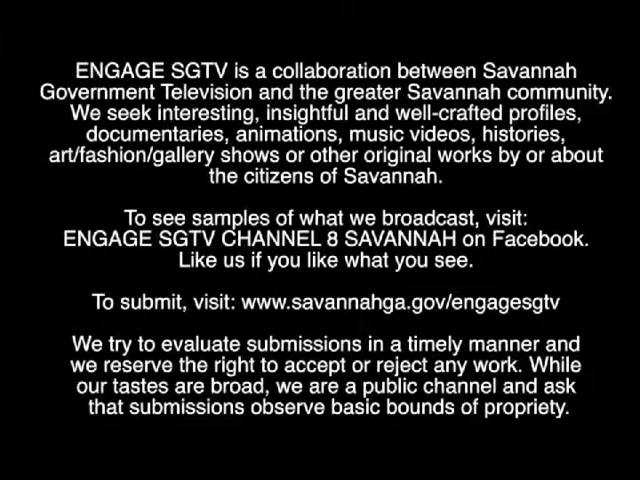 ENGAGE SGTV is a collaboration between Savannah
Government Television and the greater Savannah community.
We seek interesting, insightful and well-crafted profiles,
documentaries, animations, music videos, histories,
art/fashion/gallery shows or other original works by or about
the citizens of Savannah.
To see samples of what we broadcast, visit:
ENGAGE SGTV CHANNEL 8 SAVANNAH on Facebook.
Like us if you like what you see.
To submit, visit: www.savannahga.gov/engagesgtv
We try to evaluate submissions in a timely manner and
we reserve the right to accept or reject any work. While
our tastes are broad, we are a public channel and ask
that submissions observe basic bounds of propriety.